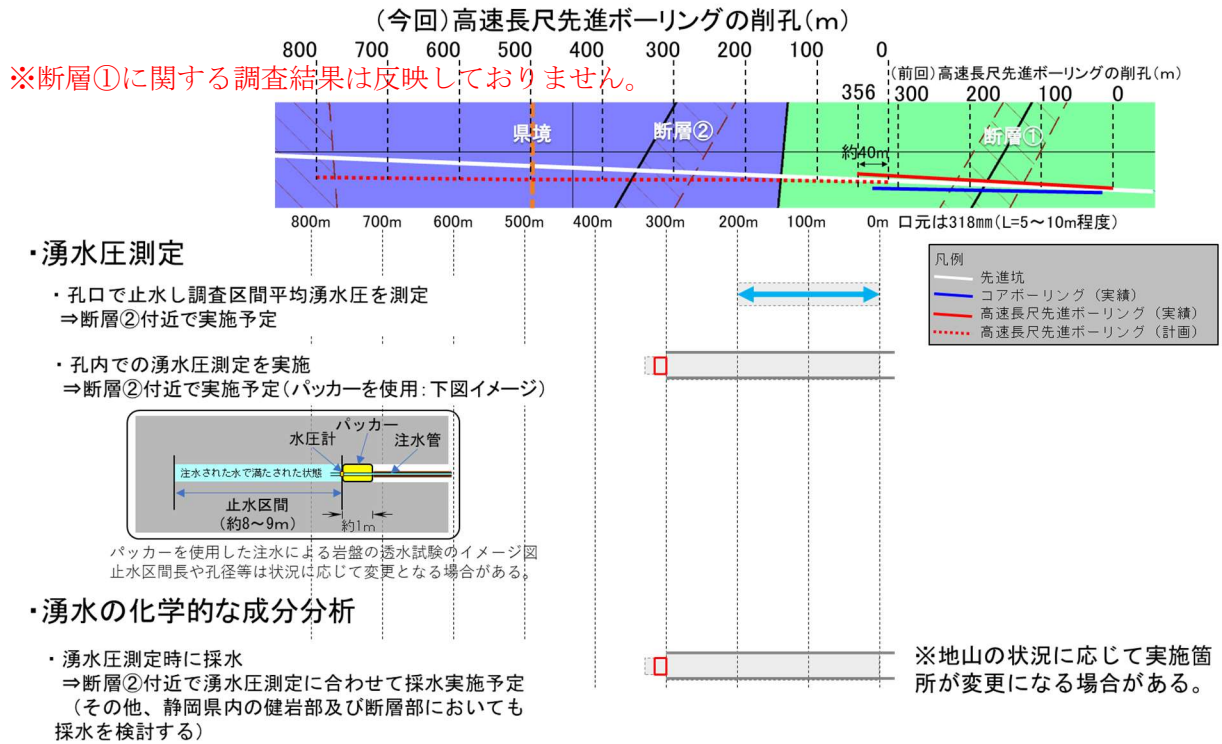 (今回)高速長尺先進ボーリングの削孔(m)
800 700 600 500 400 300 200 100 0
※断層①に関する調査結果は反映しておりません。
(前回)高速長尺先進ボーリングの削孔(m)
356 300 200 100 0
県境
断層②
断層①
約40m
800m 700m 600m 500m 400m 300m 200m 100m 0m 口元は318㎜(L=5～10m程度)
・湧水圧測定
・孔口で止水し調査区間平均湧水圧を測定
⇒断層②付近で実施予定
凡例
先進坑
コアボーリング（実績）
高速長尺先進ボーリング（実績）
高速長尺先進ボーリング（計画）
・孔内での湧水圧測定を実施
⇒断層②付近で実施予定(パッカーを使用：下図イメージ)
パッカー
水圧計
注水管
注水された水で満たされた状態
止水区間
(約8～9m)
約1m
パッカーを使用した注水による岩盤の透水試験のイメージ図
止水区間長や孔径等は状況に応じて変更となる場合がある。
・湧水の化学的な成分分析
・湧水圧測定時に採水
⇒断層②付近で湧水圧測定に合わせて採水実施予定
（その他、静岡県内の健岩部及び断層部においても
採水を検討する）
※地山の状況に応じて実施箇
所が変更になる場合がある。